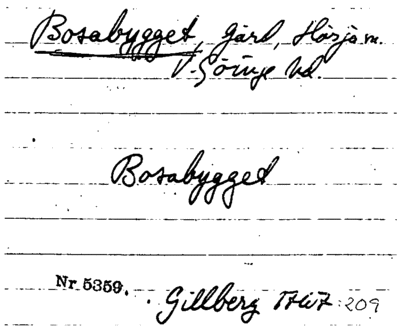 Bosabygget, gård, Hörja sn.
V. Göinge hd.
Bosabygget
Nr. 5359. Gillberg 1767: 209